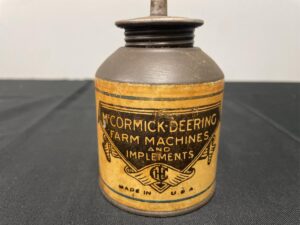 McCORMICK-DEERING
FARM MACHINES
AND
IMPLEMENTS
IHC
MADE IN U.S.A.